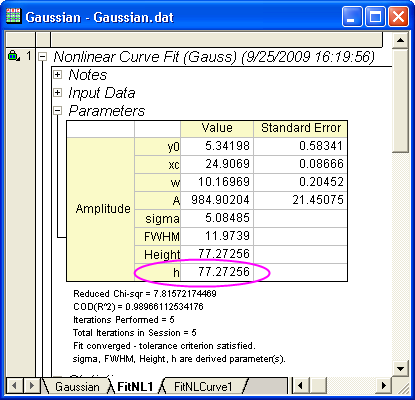 Gaussian - Gaussian.dat
1 Nonlinear Curve Fit (Gauss) (9/25/2009 16:19:56)
Notes
Input Data
Parameters
Value Standard Error
Amplitude
y0 5.34198 0.58341
xc 24.9069 0.08666
w 10.16969 0.20452
A 984.90204 21.45075
sigma 5.08485
FWHM 11.9739
Height 77.27256
h 77.27256
Reduced Chi-sqr = 7.81572174469
COD(R^2) = 0.98966112534176
Iterations Performed = 5
Total Iterations in Session = 5
Fit converged - tolerance criterion satisfied.
sigma, FWHM, Height, h are derived parameter(s).
Gaussian FitNL1 FitNLCurve1